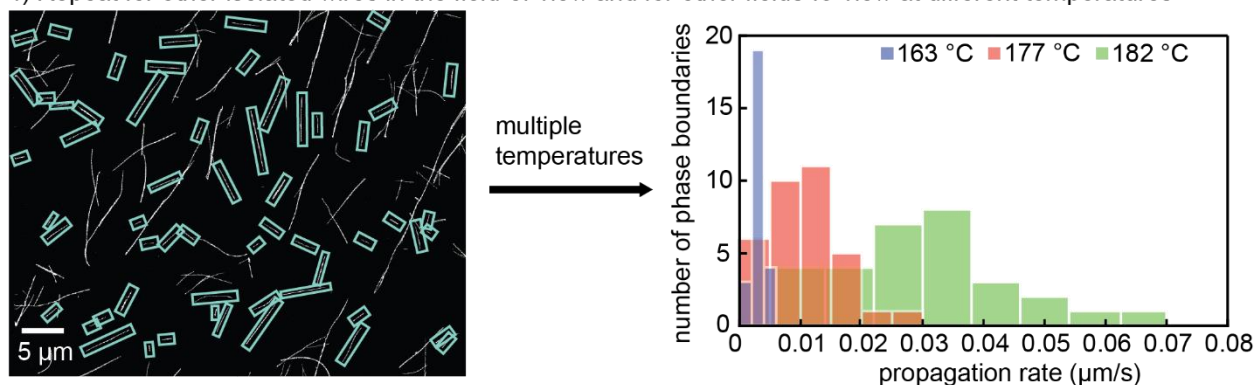 5 µm
multiple
temperatures
number of phase boundaries
20
15
10
5
0
163 °C 177 °C 182 °C
0 0.01 0.02 0.03 0.04 0.05 0.06 0.07 0.08
propagation rate (µm/s)